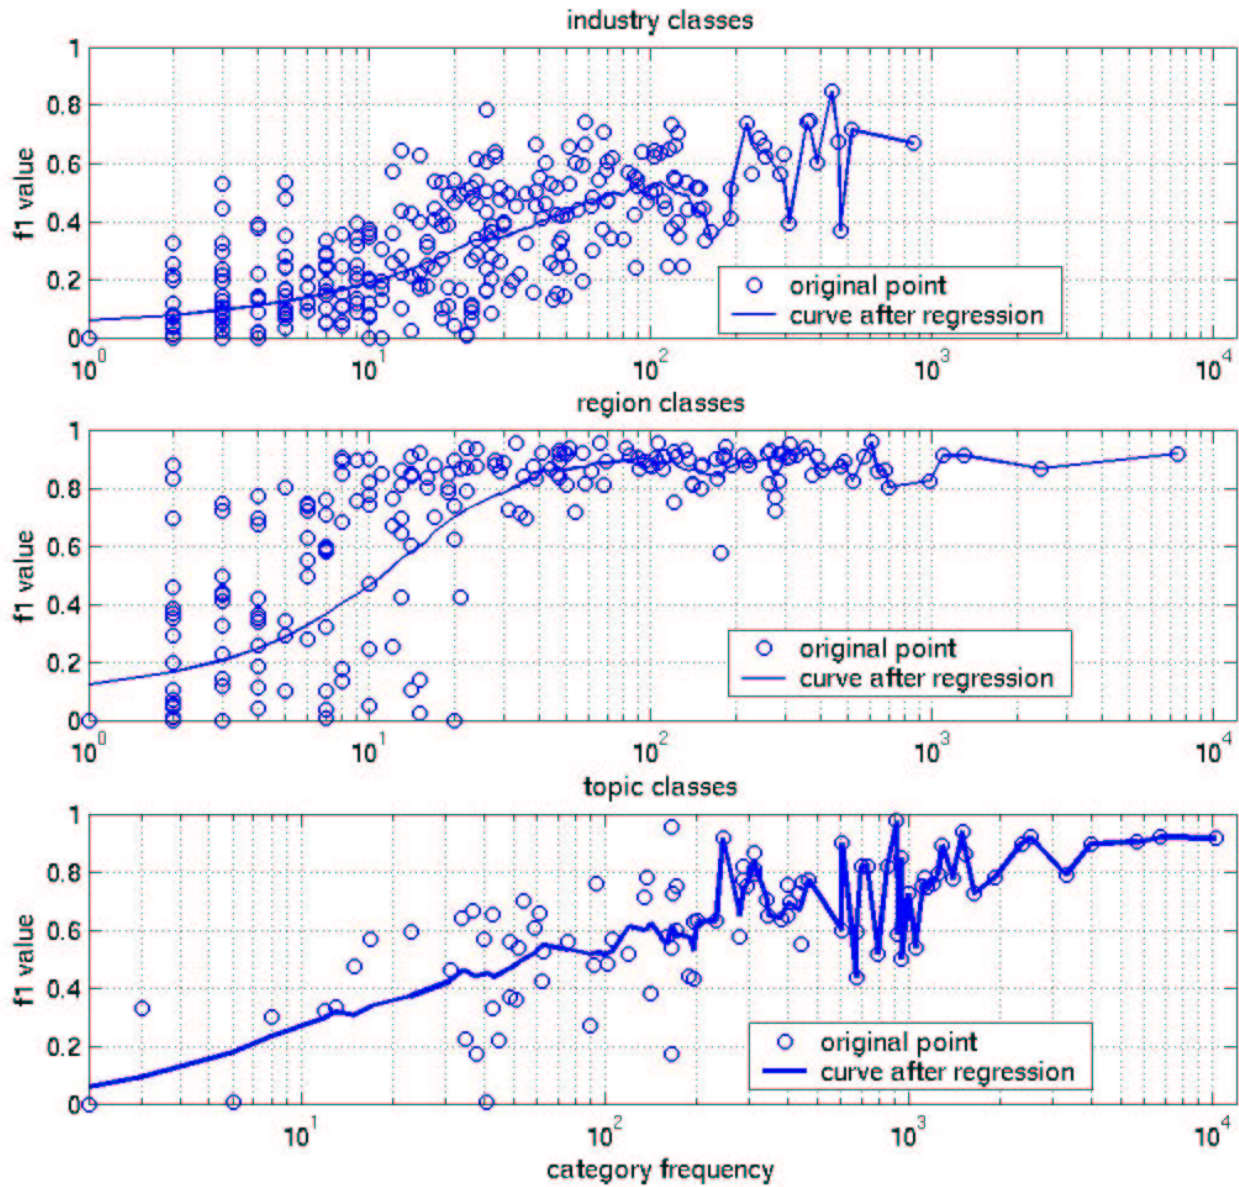 industry classes
1
0.8
0.6
0.4
0.2
0
f1 value
original point
curve after regression
10^0
10^1
10^2
10^3
10^4
region classes
1
0.8
0.6
0.4
0.2
0
f1 value
original point
curve after regression
10^0
10^1
10^2
10^3
10^4
topic classes
1
0.8
0.6
0.4
0.2
0
f1 value
original point
curve after regression
10^1
10^2
10^3
10^4
category frequency